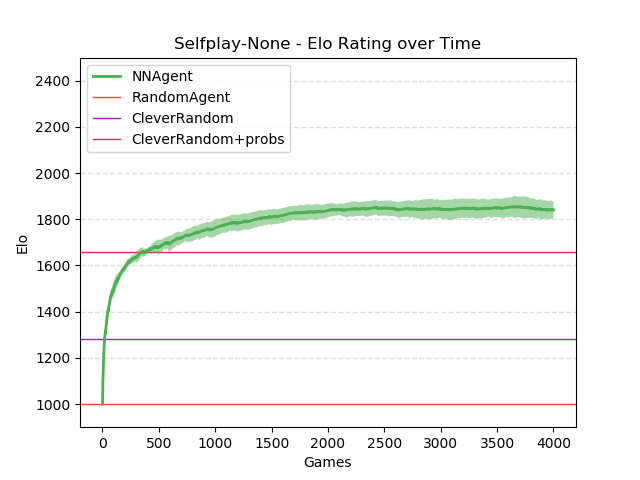 Selfplay-None - Elo Rating over Time
NNAgent
RandomAgent
CleverRandom
CleverRandom+probs
Elo
2400
2200
2000
1800
1600
1400
1200
1000
0 500 1000 1500 2000 2500 3000 3500 4000
Games